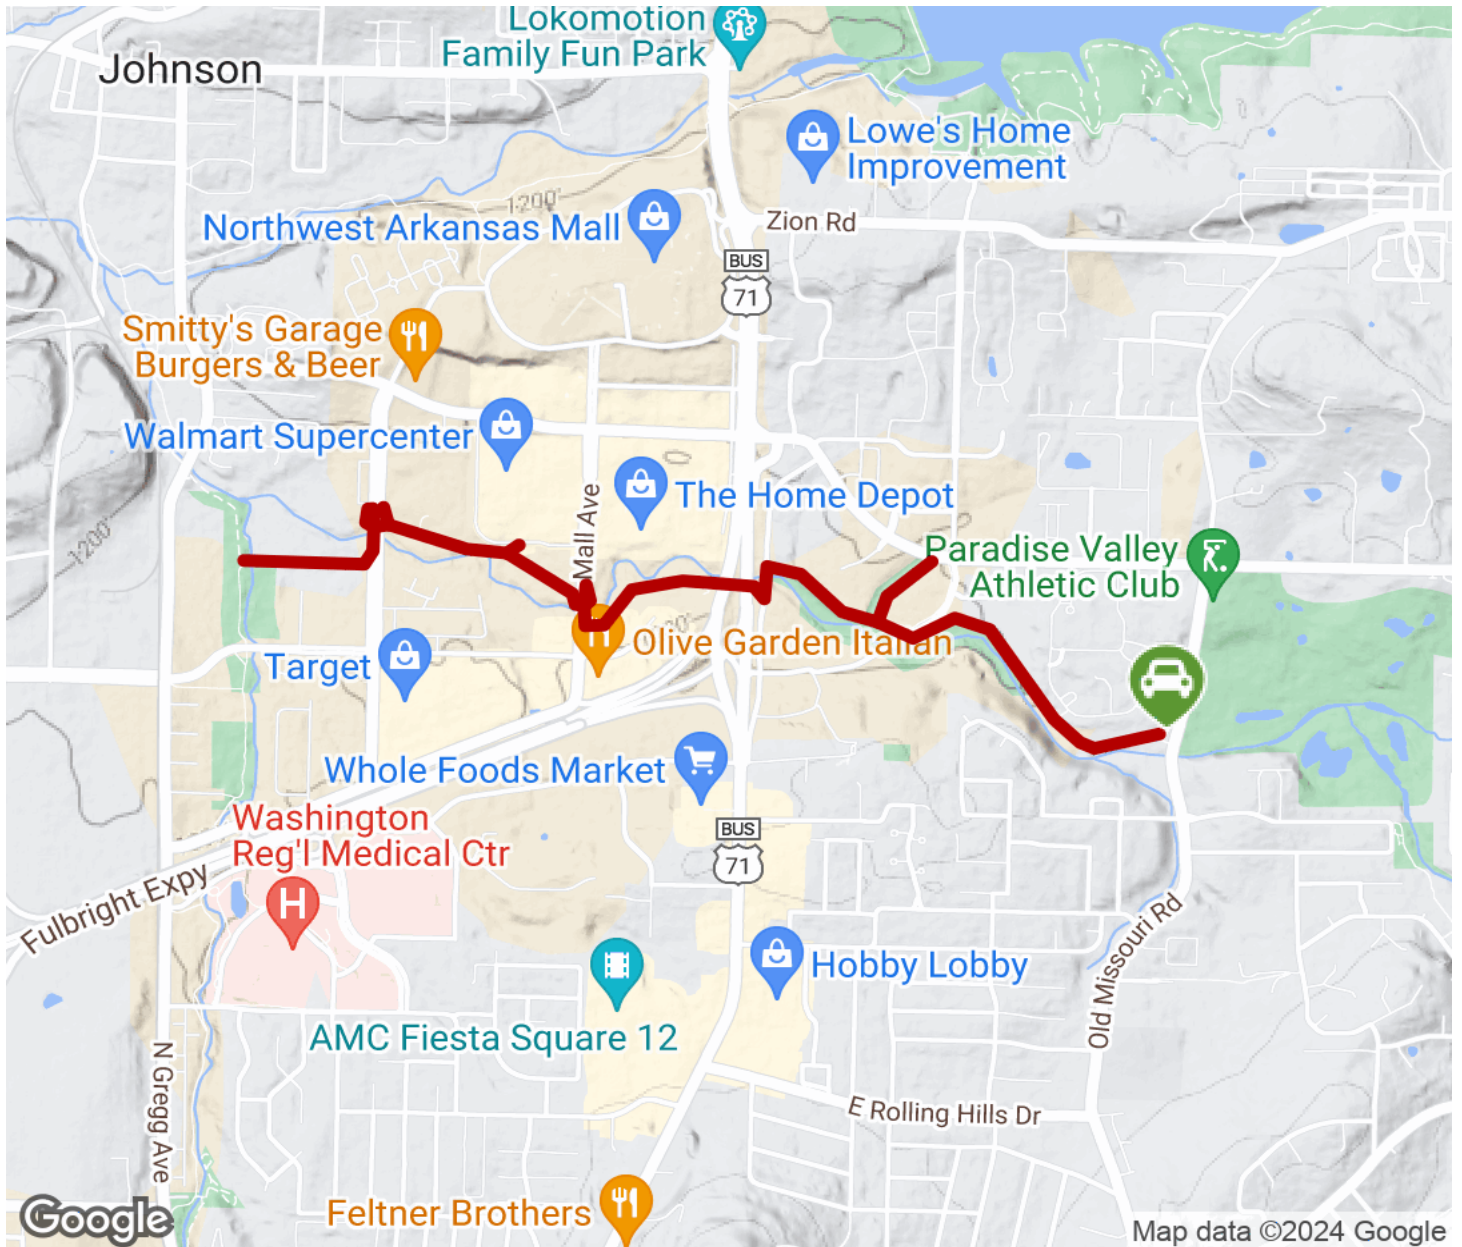 Lokomotion
Family Fun Park
Johnson
Lowe's Home
Improvement
1200'
Northwest Arkansas Mall
Zion Rd
BUS
71
Smitty's Garage
Burgers & Beer
Walmart Supercenter
Mall Ave
The Home Depot
1200'
Paradise Valley
Athletic Club
Olive Garden Italian
Target
Whole Foods Market
BUS
71
Washington
Reg'l Medical Ctr
H
Fulbright Expy
Old Missouri Rd
Hobby Lobby
AMC Fiesta Square 12
N Gregg Ave
E Rolling Hills Dr
Feltner Brothers
Google
Map data ©2024 Google